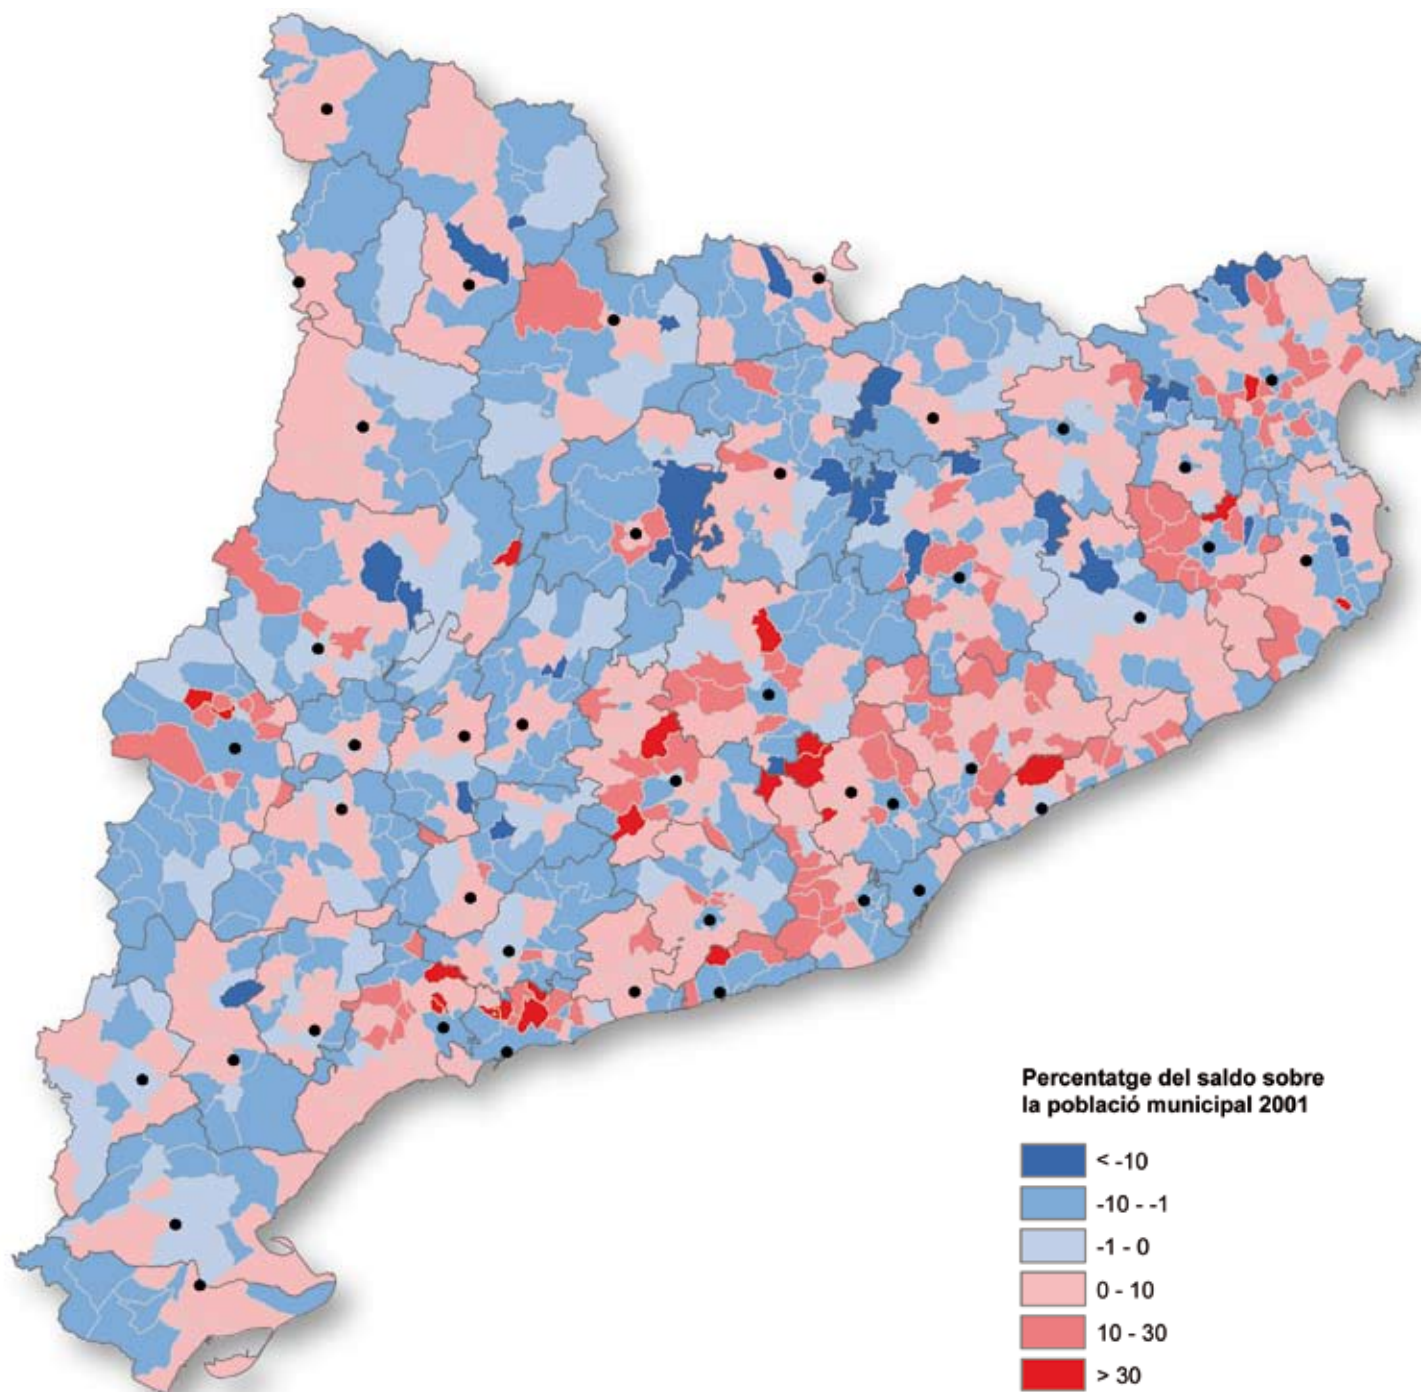 Percentatge del saldo sobre
la població municipal 2001
< -10
-10 - -1
-1 - 0
0 - 10
10 - 30
> 30